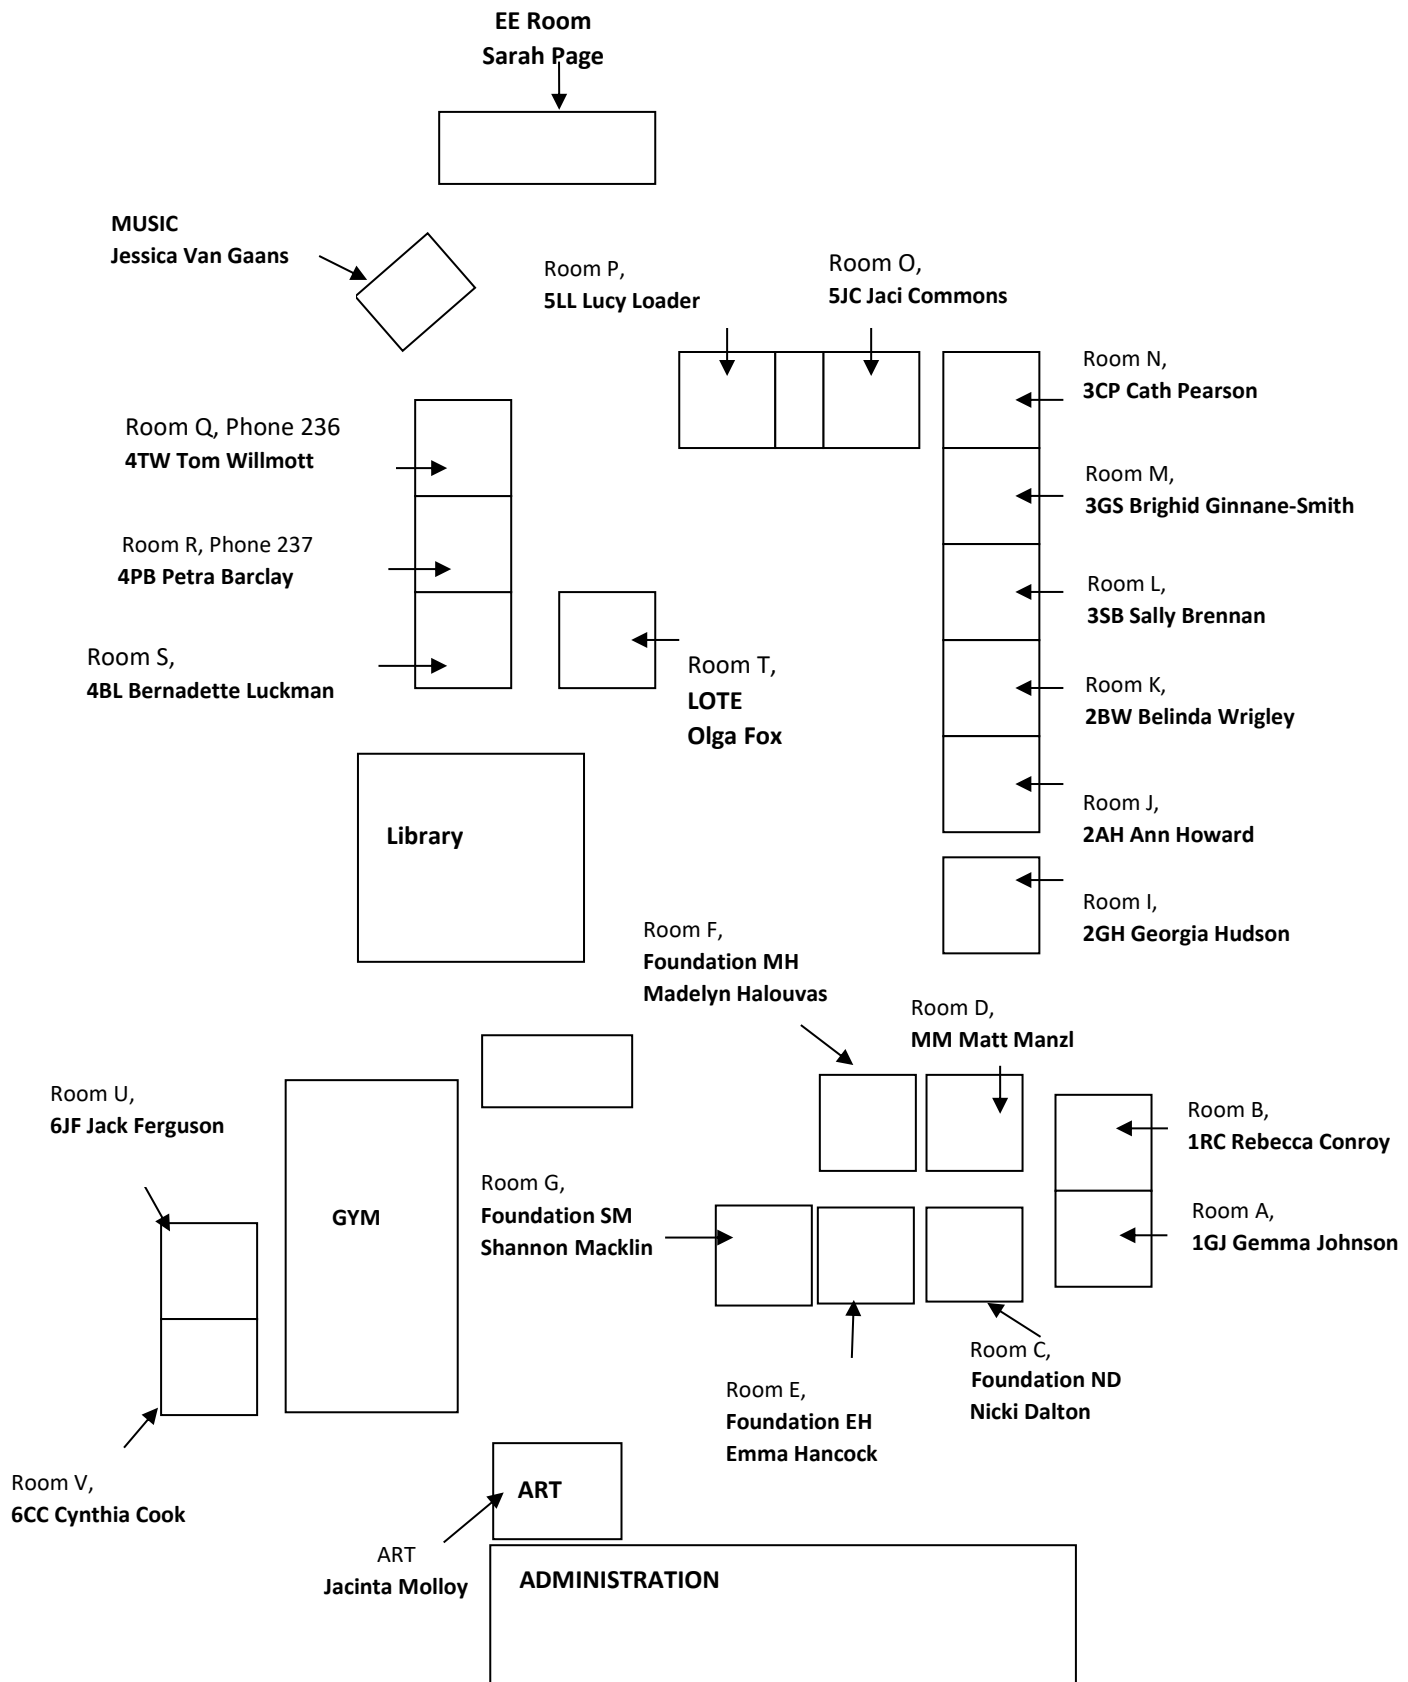 EE Room
Sarah Page
MUSIC
Jessica Van Gaans
Room P,
5LL Lucy Loader
Room O,
5JC Jaci Commons
Room N,
3CP Cath Pearson
Room Q, Phone 236
4TW Tom Willmott
Room M,
3GS Brighid Ginnane-Smith
Room R, Phone 237
4PB Petra Barclay
Room L,
3SB Sally Brennan
Room S,
4BL Bernadette Luckman
Room T,
LOTE
Olga Fox
Room K,
2BW Belinda Wrigley
Library
Room J,
2AH Ann Howard
Room I,
2GH Georgia Hudson
Room F,
Foundation MH
Madelyn Halouvas
Room D,
MM Matt Manzl
Room U,
6JF Jack Ferguson
Room B,
1RC Rebecca Conroy
GYM
Room G,
Foundation SM
Shannon Macklin
Room A,
1GJ Gemma Johnson
Room C,
Foundation ND
Nicki Dalton
Room E,
Foundation EH
Emma Hancock
Room V,
6CC Cynthia Cook
ART
ART
Jacinta Molloy
ADMINISTRATION